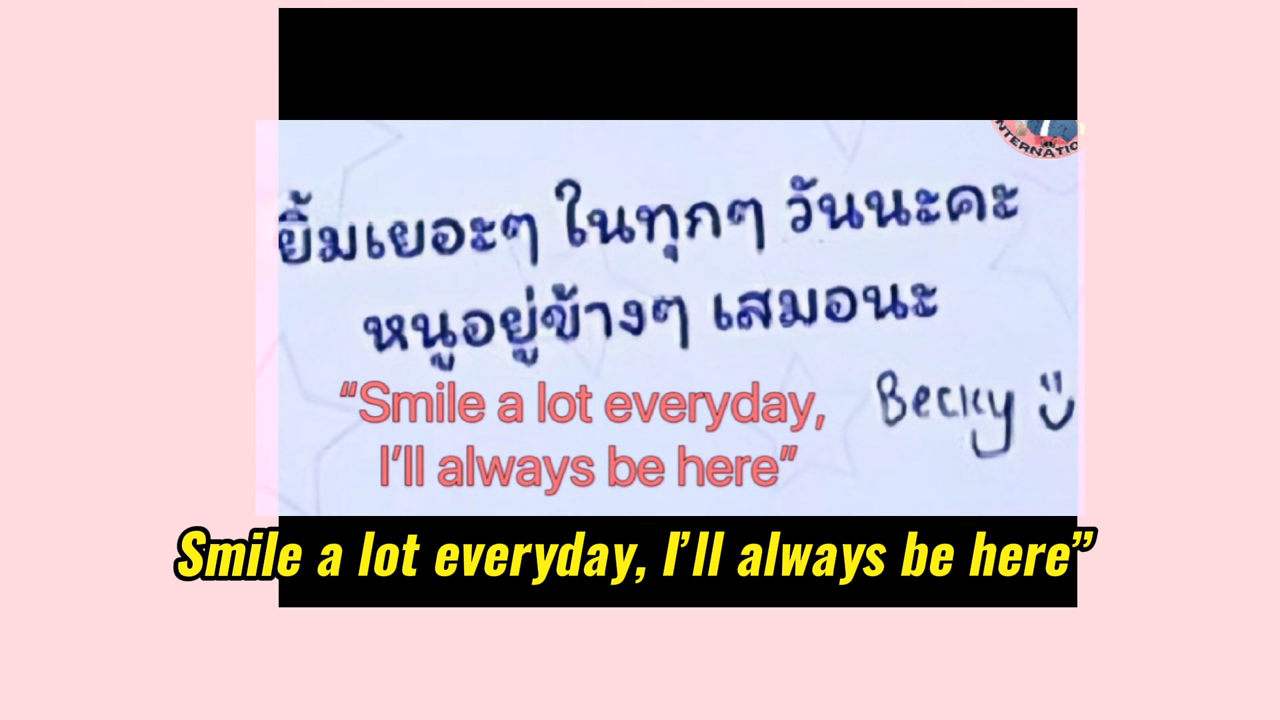 INTERNATIO
ยิ้มเยอะๆ ในทุกๆ วันนะคะ
หนูอยู่ข้างๆ เสมอนะ
Becky
“Smile a lot everyday,
I’ll always be here”
Smile a lot everyday, I’ll always be here”